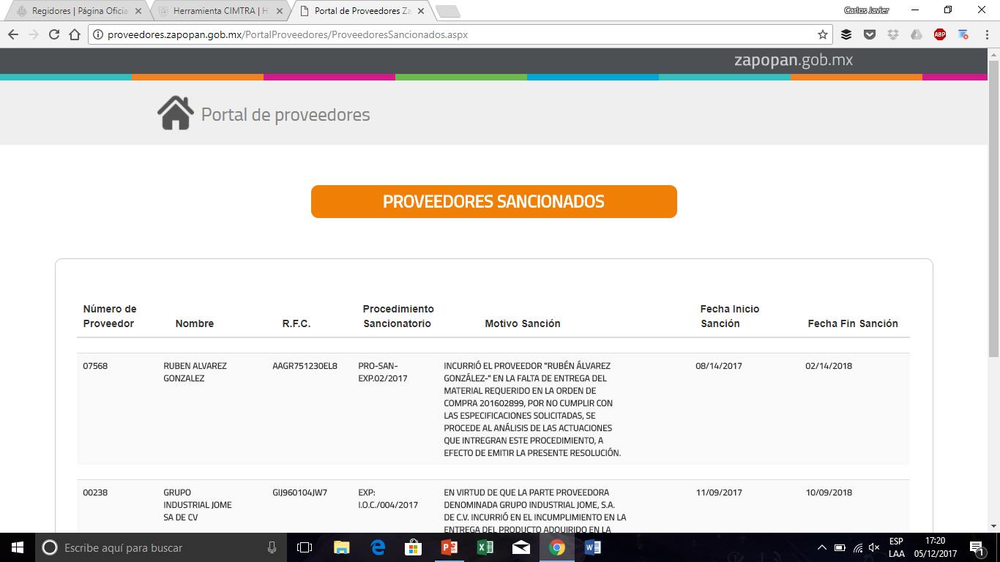 Regidores | Página Oficia
Herramienta CIMTRA | H
Portal de Proveedores Za
Carlos Javier
proveedores.zapopan.gob.mx/PortalProveedores/ProveedoresSancionados.aspx
ABP
zapopan.gob.mx
Portal de proveedores
PROVEEDORES SANCIONADOS
Número de Proveedor
Nombre
R.F.C.
Procedimiento Sancionatorio
Motivo Sanción
Fecha Inicio Sanción
Fecha Fin Sanción
07568
RUBEN ALVAREZ
GONZALEZ
AAGR751230EL8
PRO-SAN-
EXP.02/2017
INCURRIÓ EL PROVEEDOR "RUBÉN ÁLVAREZ
GONZÁLEZ-" EN LA FALTA DE ENTREGA DEL
MATERIAL REQUERIDO EN LA ORDEN DE
COMPRA 201602899, POR NO CUMPLIR CON
LAS ESPECIFICACIONES SOLICITADAS, SE
PROCEDE AL ANÁLISIS DE LAS ACTUACIONES
QUE INTREGRAN ESTE PROCEDIMIENTO, A
EFECTO DE EMITIR LA PRESENTE RESOLUCIÓN.
08/14/2017
02/14/2018
00238
GRUPO
INDUSTRIAL JOME
SA DE CV
GIJ960104JW7
EXP:
I.O.C./004/2017
EN VIRTUD DE QUE LA PARTE PROVEEDORA
DENOMINADA GRUPO INDUSTRIAL JOME, S.A.
DE C.V. INCURRIÓ EN EL INCUMPLIMIENTO EN LA
ENTREGA DEL PRODUCTO ADQUIRIDO EN LA
11/09/2017
10/09/2018
Escribe aquí para buscar
ESP
LAA
17:20
05/12/2017
1